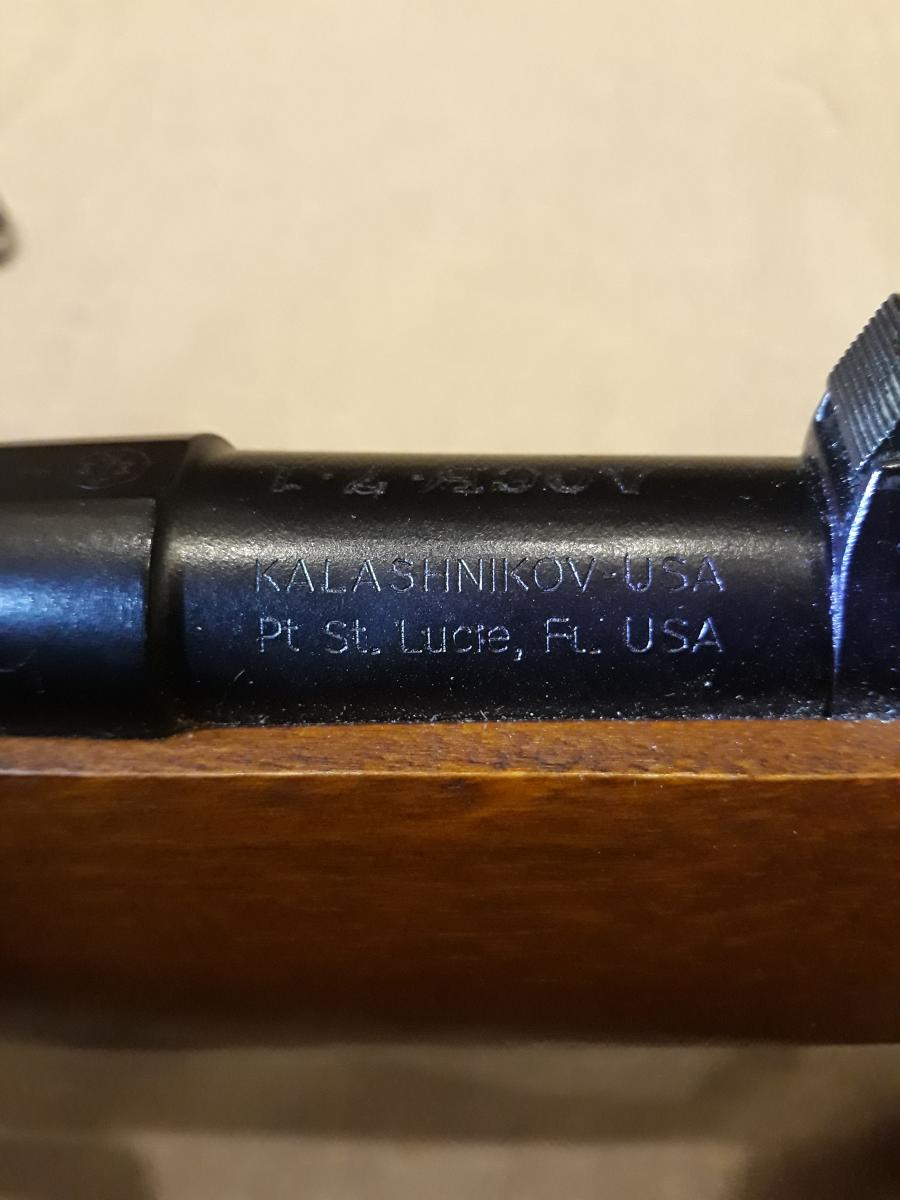 KALASHNIKOV-USA
Pt St. Lucie, FL. USA